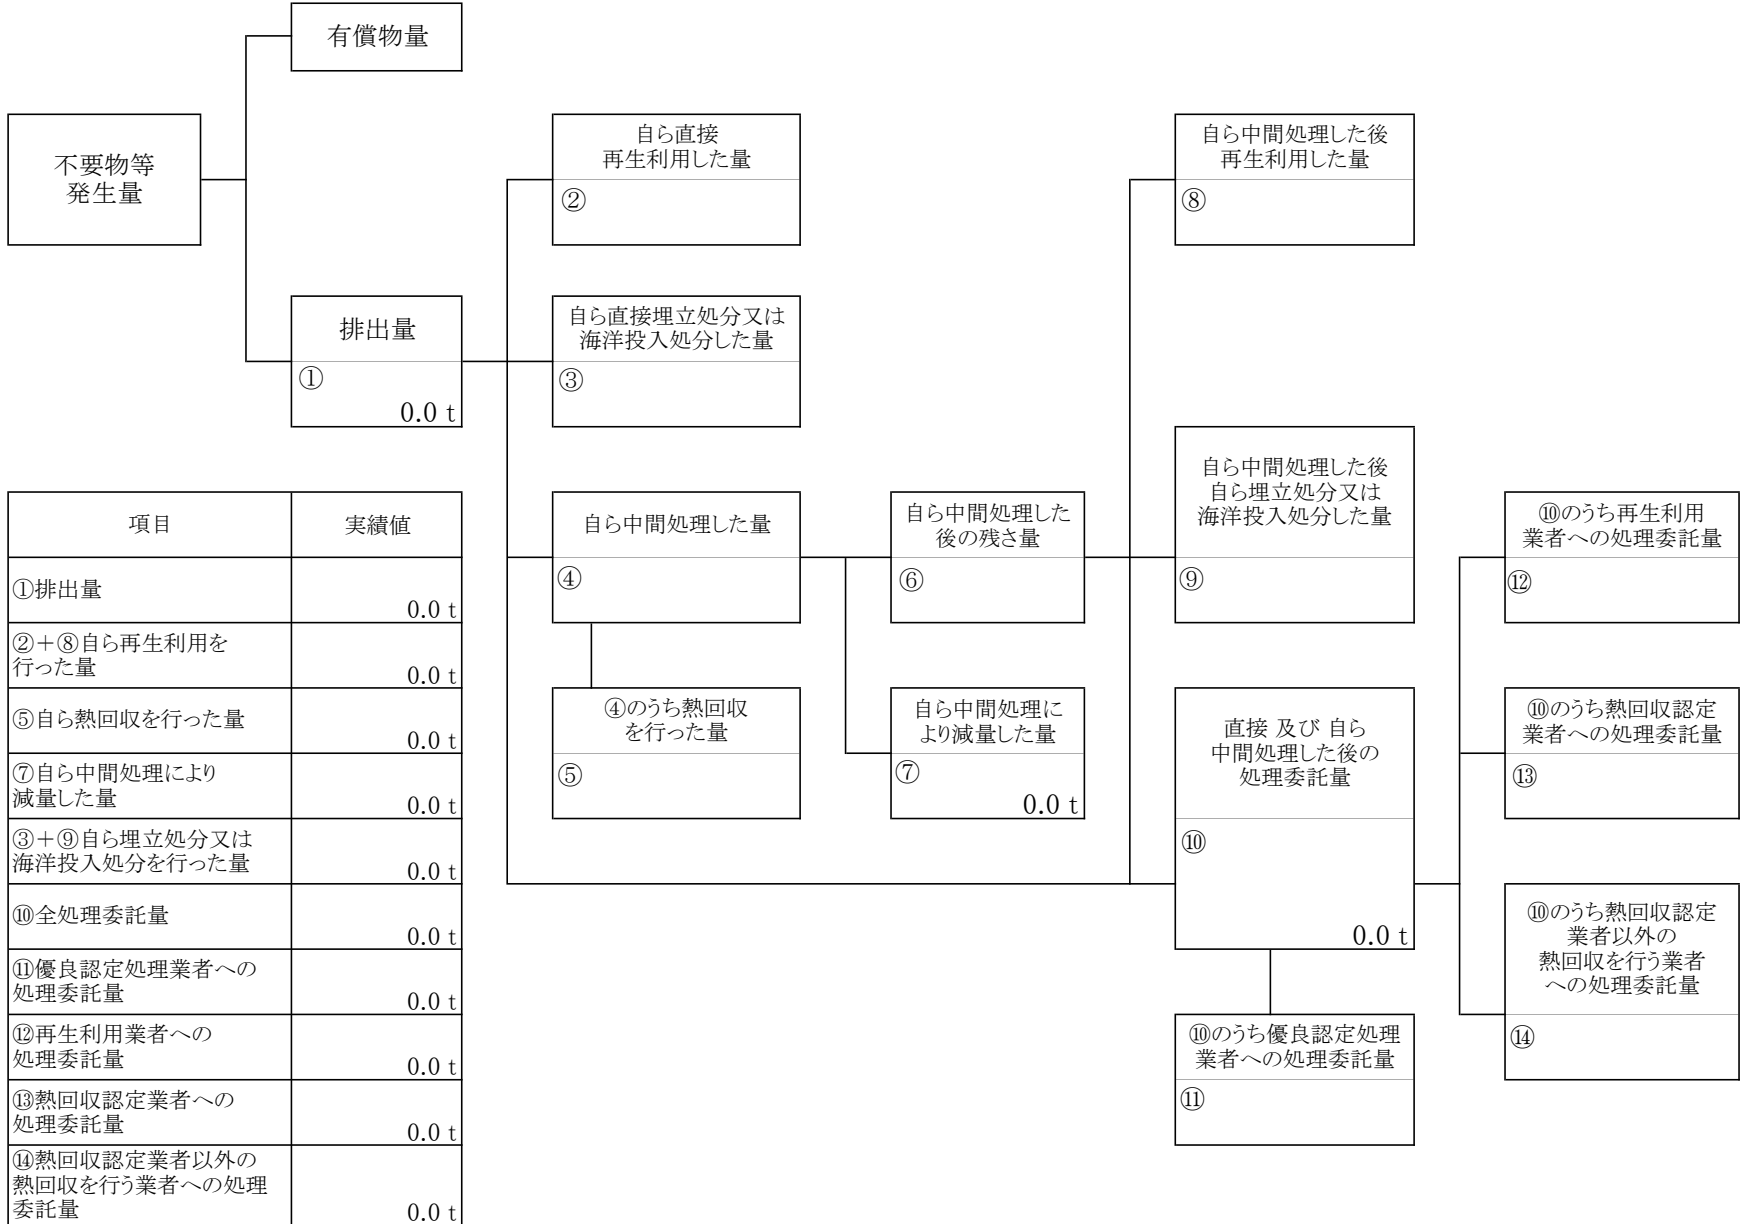 有償物量
不要物等
発生量
自ら直接
再生利用した量
②
自ら中間処理した後
再生利用した量
⑧
排出量
①
0.0 t
自ら直接埋立処分又は
海洋投入処分した量
③
自ら中間処理した量
④
自ら中間処理した
後の残さ量
⑥
自ら中間処理した後
自ら埋立処分又は
海洋投入処分した量
⑨
⑩のうち再生利用
業者への処理委託量
⑫
④のうち熱回収
を行った量
⑤
自ら中間処理に
より減量した量
⑦
0.0 t
直接 及び 自ら
中間処理した後の
処理委託量
⑩
0.0 t
⑩のうち熱回収認定
業者への処理委託量
⑬
⑩のうち熱回収認定
業者以外の
熱回収を行う業者
への処理委託量
⑭
⑩のうち優良認定処理
業者への処理委託量
⑪
項目 実績値
①排出量
0.0 t
②+⑧自ら再生利用を
行った量
0.0 t
⑤自ら熱回収を行った量
0.0 t
⑦自ら中間処理により
減量した量
0.0 t
③+⑨自ら埋立処分又は
海洋投入処分を行った量
0.0 t
⑩全処理委託量
0.0 t
⑪優良認定処理業者への
処理委託量
0.0 t
⑫再生利用業者への
処理委託量
0.0 t
⑬熱回収認定業者への
処理委託量
0.0 t
⑭熱回収認定業者以外の
熱回収を行う業者への処理
委託量
0.0 t